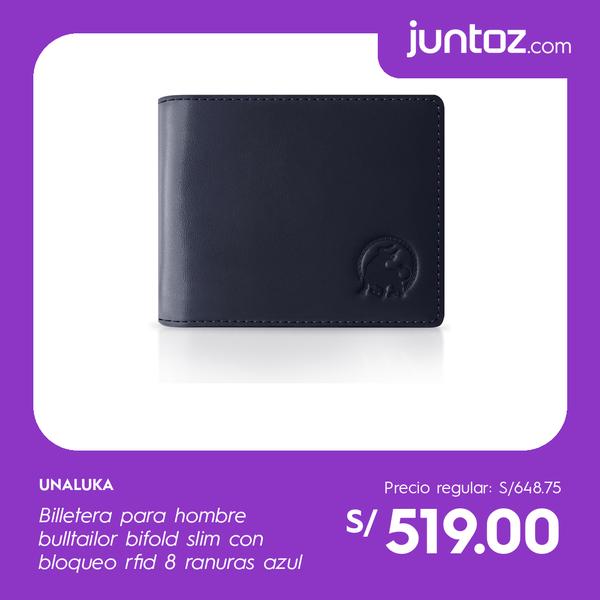 juntoz.com
UNALUKA
Billetera para hombre
bulltailor bifold slim con
bloqueo rfid 8 ranuras azul
Precio regular: S/648.75
S/519.00